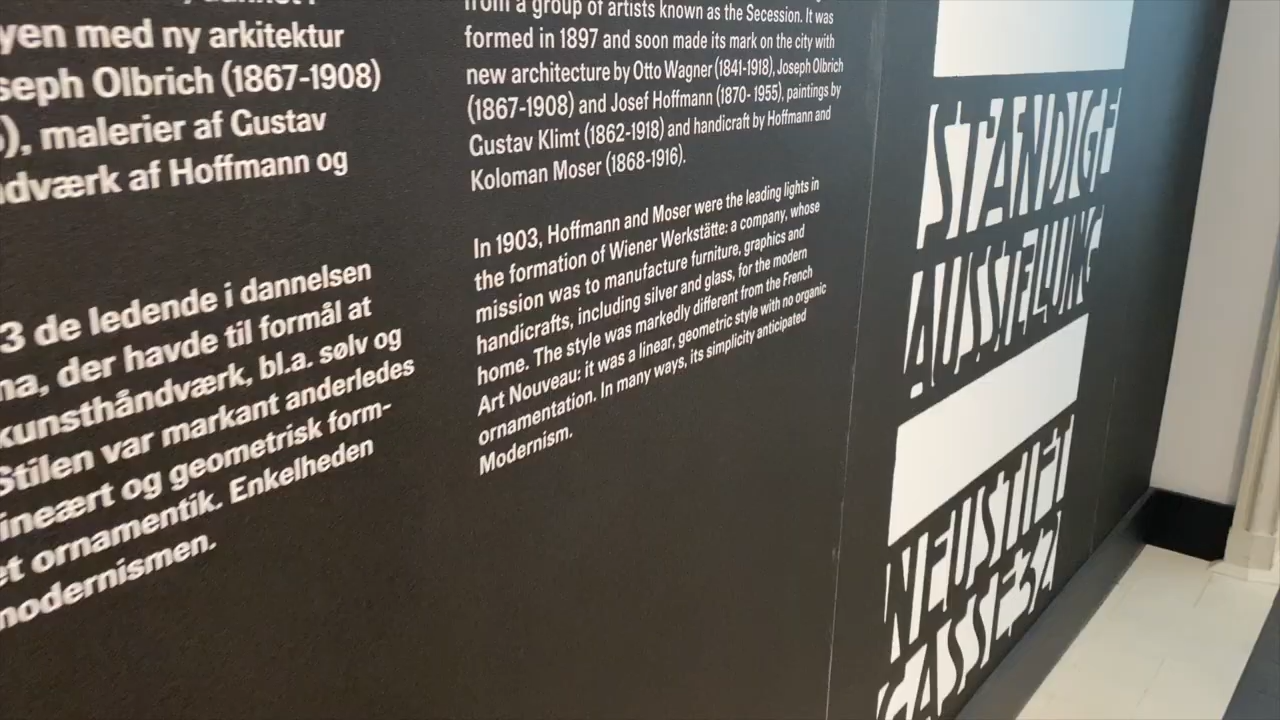 yen med ny arkitektur
seph Olbrich (1867-1908)
), malerier af Gustav
dværk af Hoffmann og
3 de ledende i dannelsen
na, der havde til formål at
kunsthåndværk, bl.a. sølv og
Stilen var markant anderledes
ineært og geometrisk form-
et ornamentik. Enkelheden
modernismen.
from a group of artists known as the Secession. It was
formed in 1897 and soon made its mark on the city with
new architecture by Otto Wagner (1841-1918), Joseph Olbrich
(1867-1908) and Josef Hoffmann (1870- 1955), paintings by
Gustav Klimt (1862-1918) and handicraft by Hoffmann and
Koloman Moser (1868-1916).
In 1903, Hoffmann and Moser were the leading lights in
the formation of Wiener Werkstätte: a company, whose
mission was to manufacture furniture, graphics and
handicrafts, including silver and glass, for the modern
home. The style was markedly different from the French
Art Nouveau: it was a linear, geometric style with no organic
ornamentation. In many ways, its simplicity anticipated
Modernism.
STÄNDIGE
AUSSTELLUNG
NEUSTIFT
GASSE 32